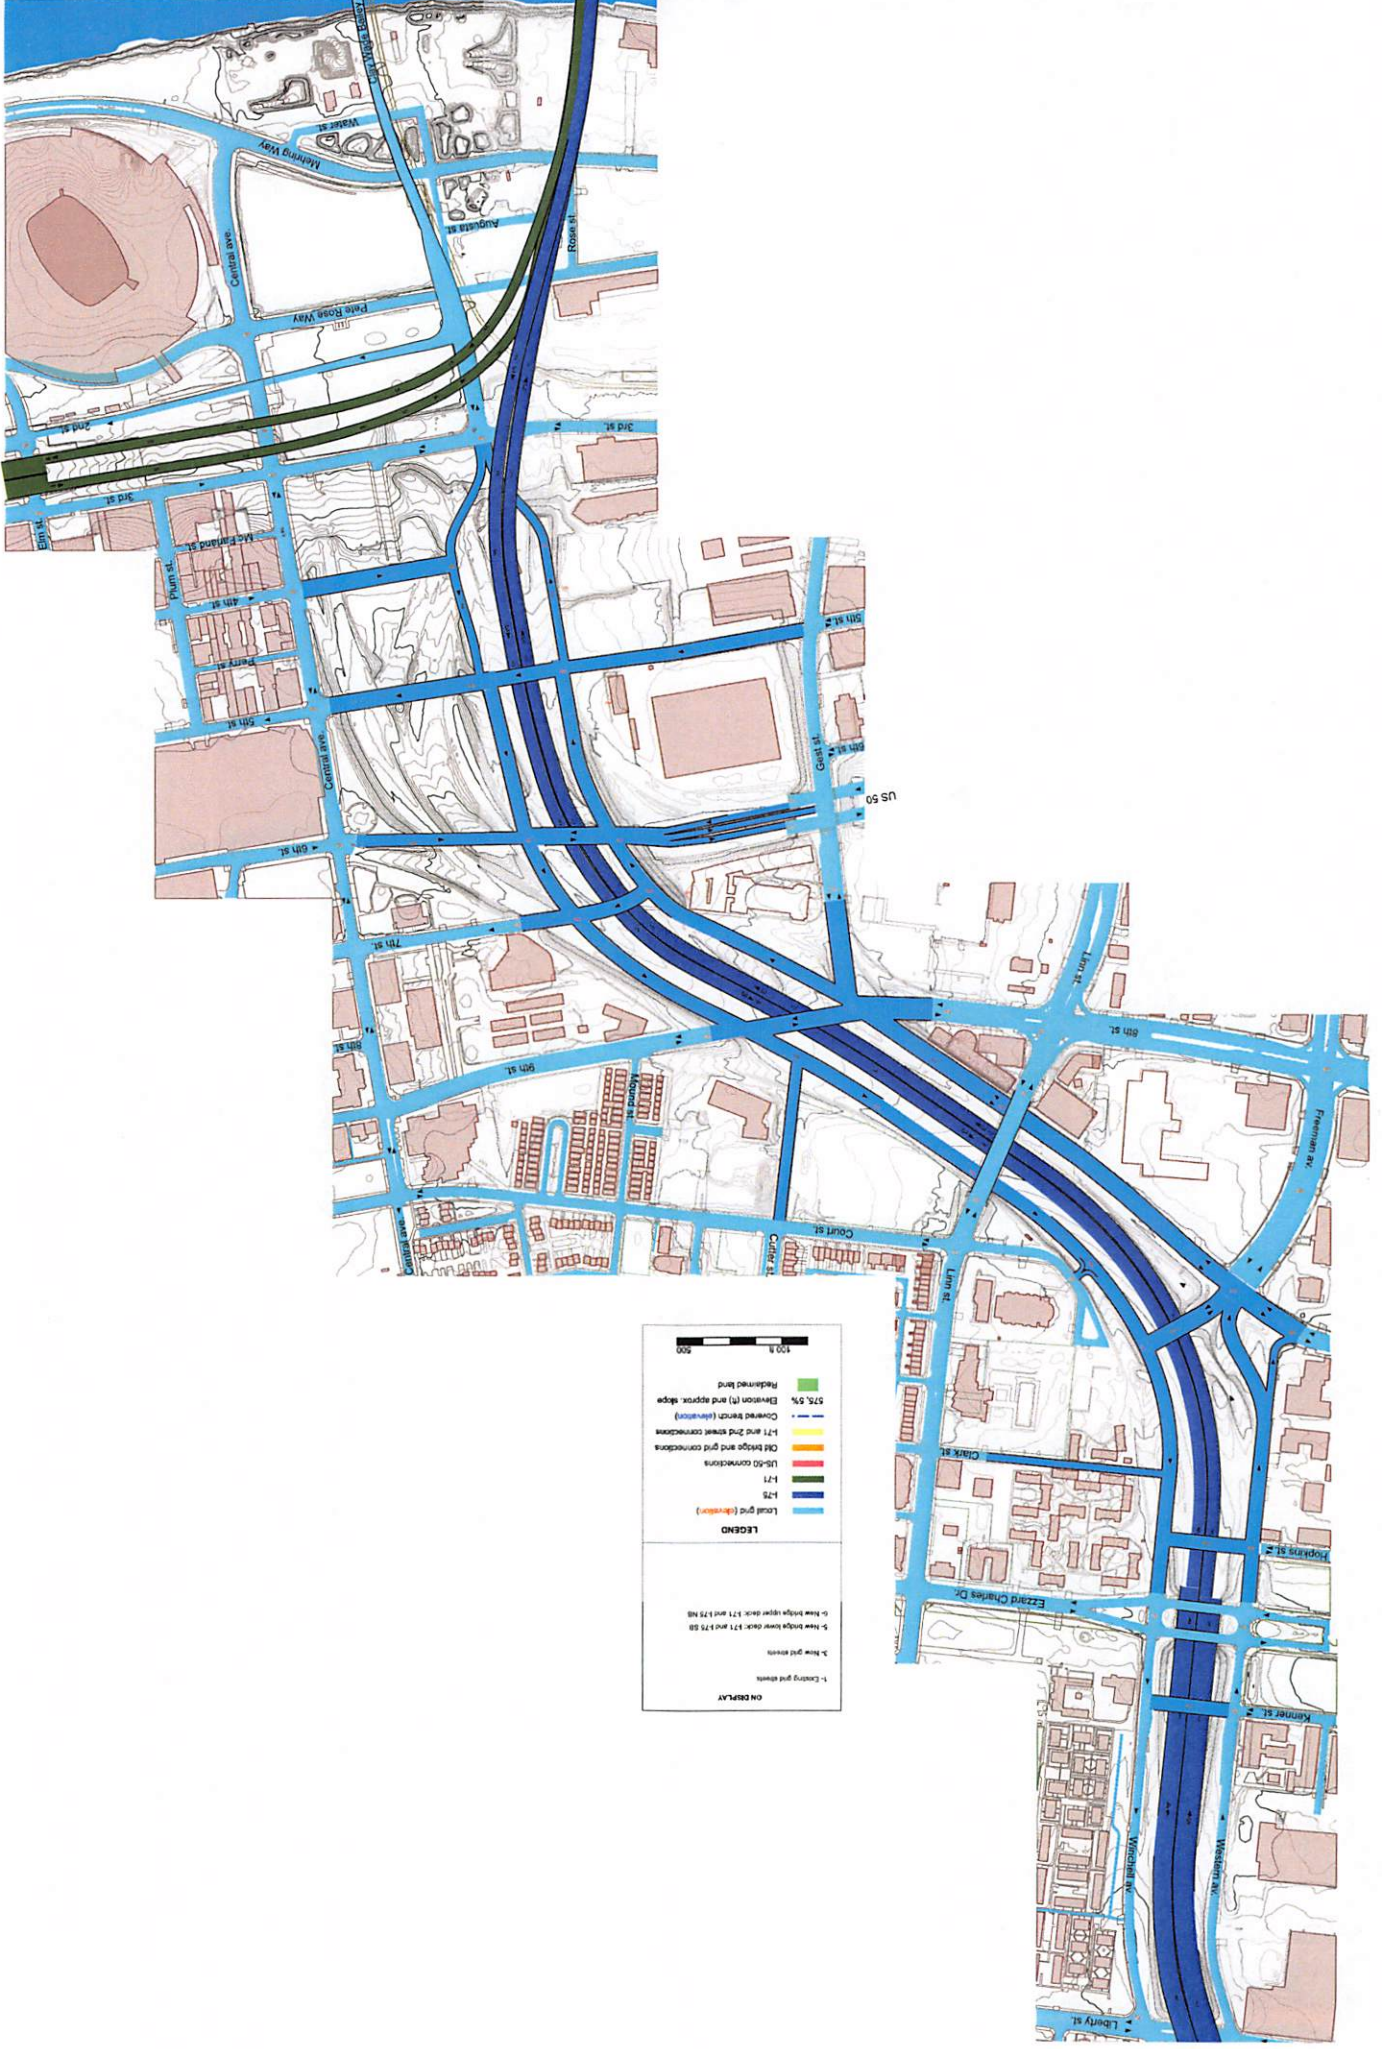 Clay Wade Bailey
Water st.
Mehring Way
Augusta st
Rose st.
Central ave.
Pete Rose Way
2nd st.
3rd st.
3rd st
Elm st.
Mc Farland st.
Plum st.
4th st.
Perry st
5th st.
5th st.
Central ave.
Gest st.
6th st.
US 50
6th st.
7th st.
Linn st.
8th st.
8th st.
9th st.
Mound st.
Freeman av.
Court st.
Central ave.
Cutter st.
Linn st.
Clark st.
Hopkins st.
Ezzard Charles Dr.
Kenner st.
Winchell av.
Western av.
Liberty st.
ON DISPLAY
1- Existing grid streets
3- New grid streets
5- New bridge lower deck: I-71 and I-75 SB
6- New bridge upper deck: I-71 and I-75 NB
LEGEND
Local grid (elevation)
I-75
I-71
US-50 connections
Old bridge and grid connections
I-71 and 2nd street connections
Covered trench (elevation)
575, 5% Elevation (ft) and approx. slope
Reclaimed land
100 ft 500